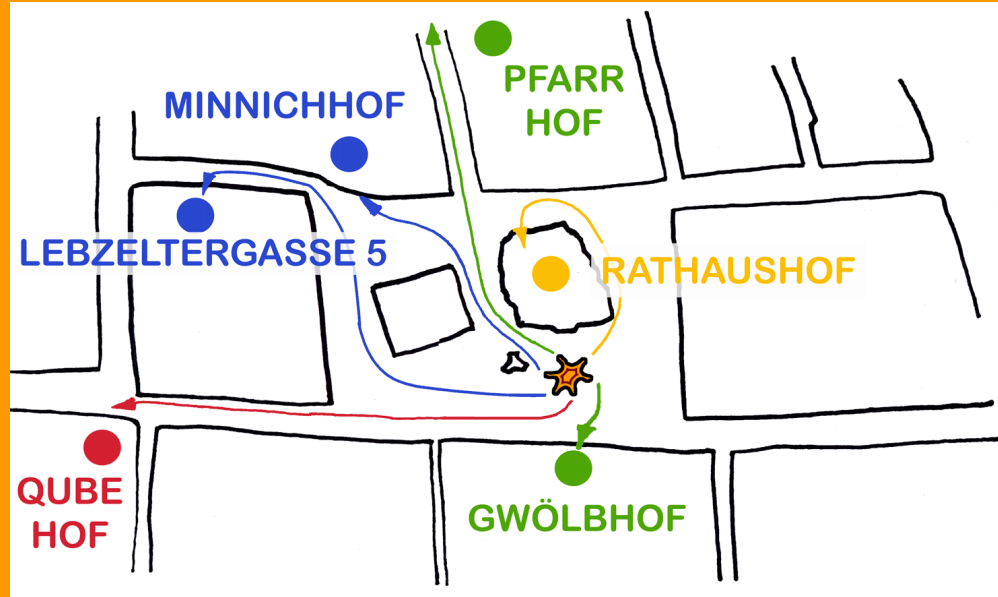 PFARR
HOF
MINNICHHOF
LEBZELTERGASSE 5
RATHAUSHOF
QUBE
HOF
GWÖLBHOF